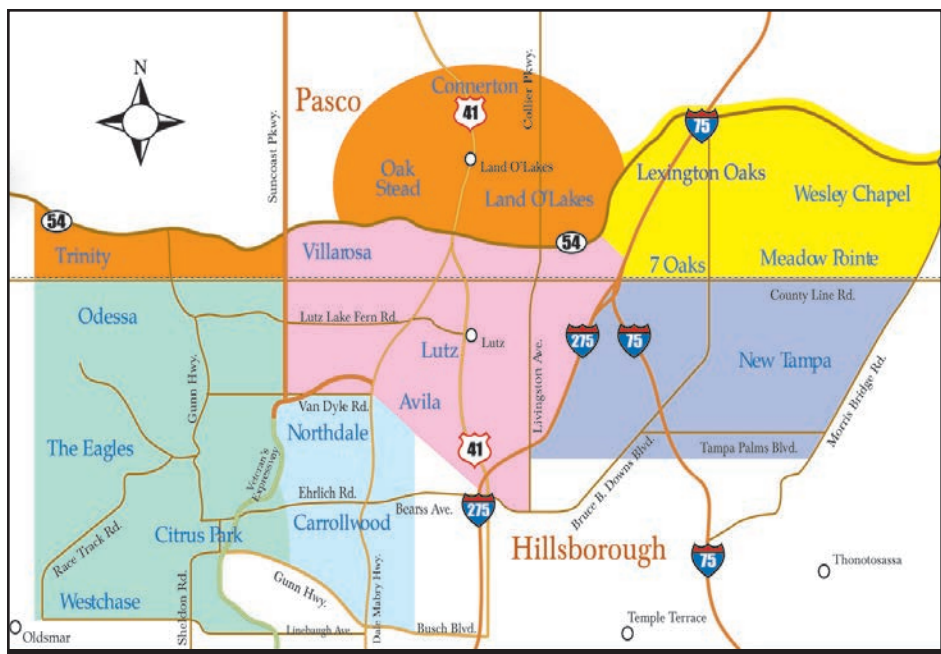 N
Pasco
Connerton
41
Collier Pkwy.
75
Suncoast Pkwy.
Land O'Lakes
Oak
Stead
Land O'Lakes
Lexington Oaks
Wesley Chapel
54
Trinity
Villarosa
54
7 Oaks
Meadow Pointe
County Line Rd.
Odessa
Lutz Lake Fern Rd.
Lutz
Lutz
275
75
New Tampa
Gunn Hwy.
Avila
Livingston Ave.
Morris Bridge Rd.
Van Dyle Rd.
Northdale
The Eagles
41
Tampa Palms Blvd.
Veteran's
Expressway
Ehrlich Rd.
Bearss Ave.
275
Bruce B. Downs Blvd.
Race Track Rd.
Citrus Park
Carrollwood
Hillsborough
75
Thonotosassa
Gunn Hwy.
Westchase
Sheldon Rd.
Dale Mabry Hwy.
Oldsmar
Linebaugh Ave.
Busch Blvd.
Temple Terrace